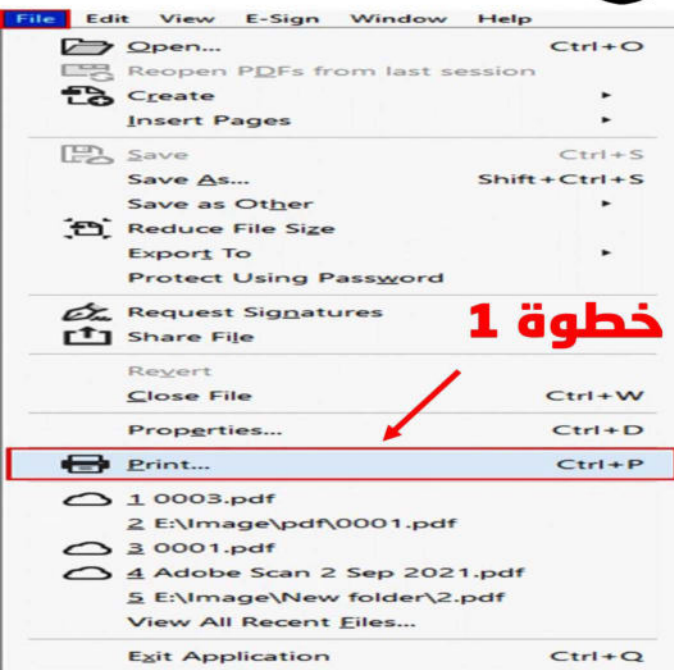 File Edit View E-Sign Window Help
Open... Ctrl+O
Reopen PDFs from last session
Create
Insert Pages
Save Ctrl+S
Save As... Shift+Ctrl+S
Save as Other
Reduce File Size
Export To
Protect Using Password
Request Signatures
خطوة 1
Share File
Revert
Close File Ctrl+W
Properties... Ctrl+D
Print... Ctrl+P
1 0003.pdf
2 E:\Image\pdf\0001.pdf
3 0001.pdf
4 Adobe Scan 2 Sep 2021.pdf
5 E:\Image\New folder\2.pdf
View All Recent Files...
Exit Application Ctrl+Q